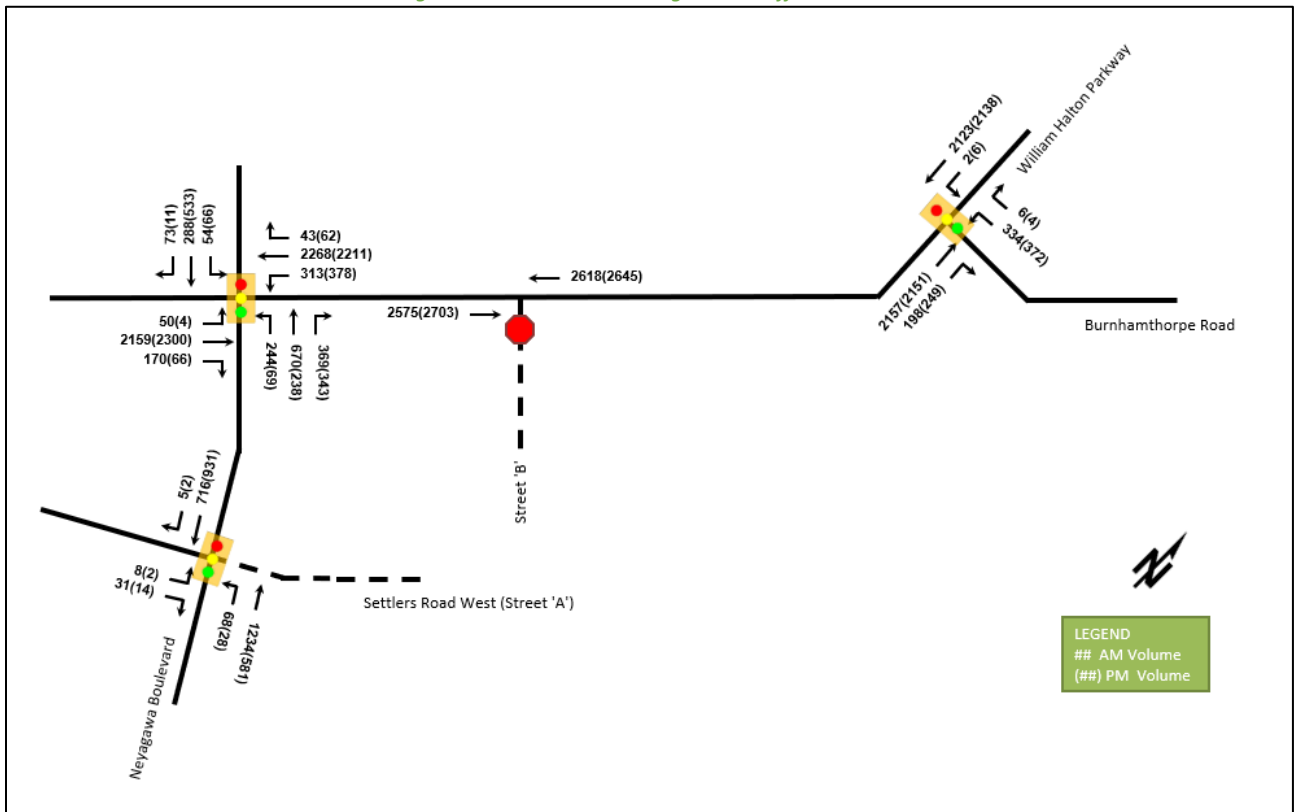 2123(2138)
2(6)
William Halton Parkway
6(4)
334(372)
2157(2151)
198(249)
Burnhamthorpe Road
73(11)
288(533)
54(66)
43(62)
2268(2211)
313(378)
2618(2645)
50(4)
2159(2300)
170(66)
244(69)
670(238)
369(343)
2575(2703)
Street 'B'
5(2)
716(931)
8(2)
31(14)
68(28)
1234(581)
Settlers Road West (Street 'A')
Neyagawa Boulevard
N
LEGEND
## AM Volume
(##) PM Volume